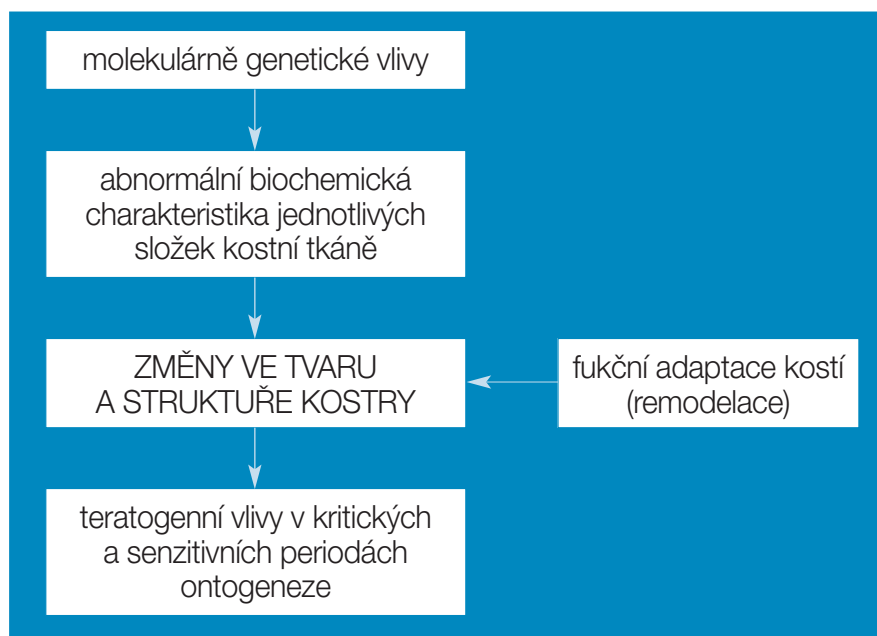 molekulárně genetické vlivy
abnormální biochemická
charakteristika jednotlivých
složek kostní tkáně
ZMĚNY VE TVARU
A STRUKTUŘE KOSTRY
fukční adaptace kostí
(remodelace)
teratogenní vlivy v kritických
a senzitivních periodách
ontogeneze